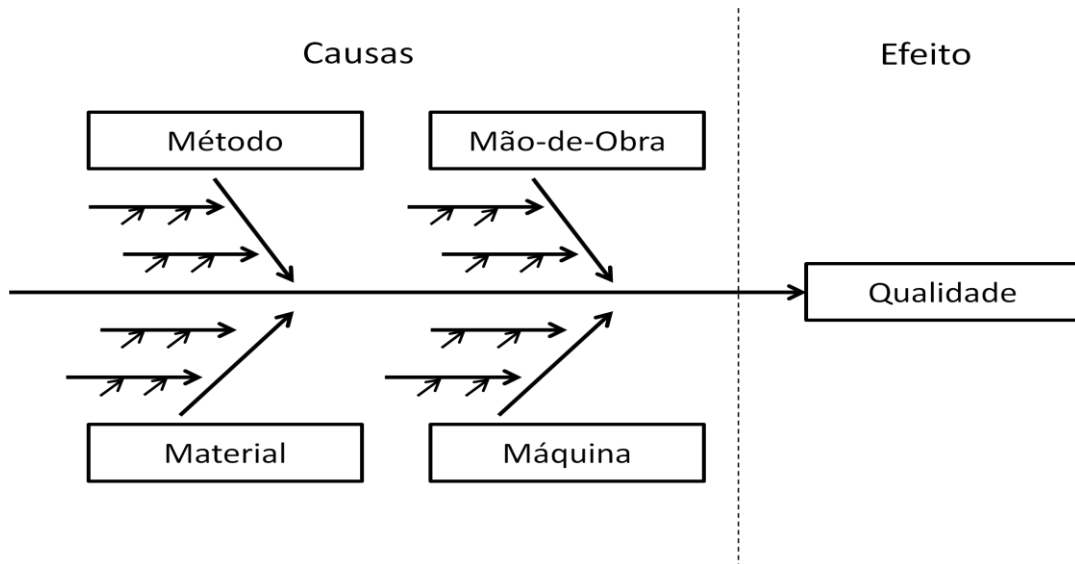 Causas
Efeito
Método
Mão-de-Obra
Qualidade
Material
Máquina